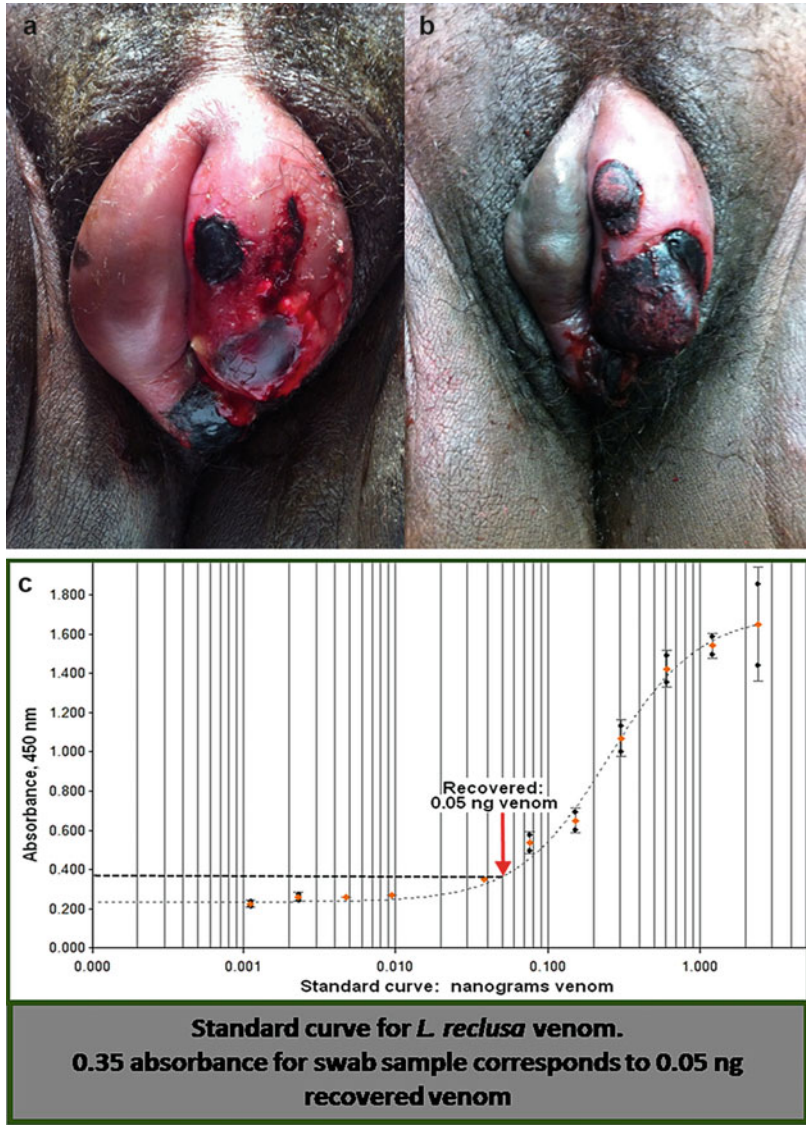 a
b
c
1.800
1.600
1.400
1.200
1.000
0.800
0.600
0.400
0.200
0.000
Absorbance, 450 nm
Recovered:
0.05 ng venom
0.000
0.001
0.010
0.100
1.000
Standard curve: nanograms venom
Standard curve for L. reclusa venom.
0.35 absorbance for swab sample corresponds to 0.05 ng
recovered venom